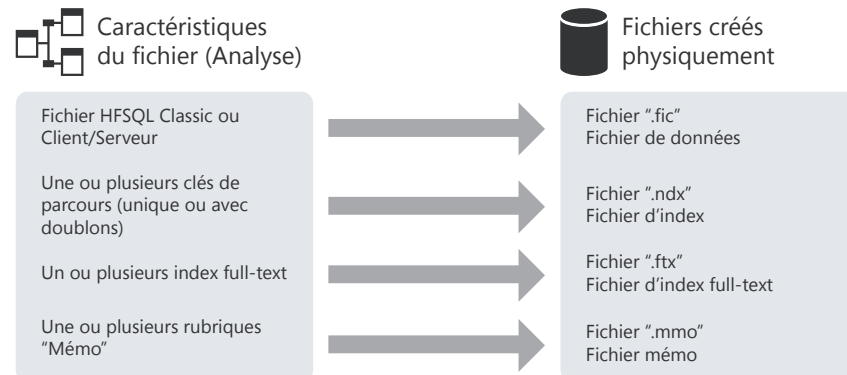 Caractéristiques
du fichier (Analyse)
Fichiers créés
physiquement
Fichier HFSQL Classic ou
Client/Serveur
Fichier ".fic"
Fichier de données
Une ou plusieurs clés de
parcours (unique ou avec
doublons)
Fichier ".ndx"
Fichier d'index
Un ou plusieurs index full-text
Fichier ".ftx"
Fichier d'index full-text
Une ou plusieurs rubriques
"Mémo"
Fichier ".mmo"
Fichier mémo